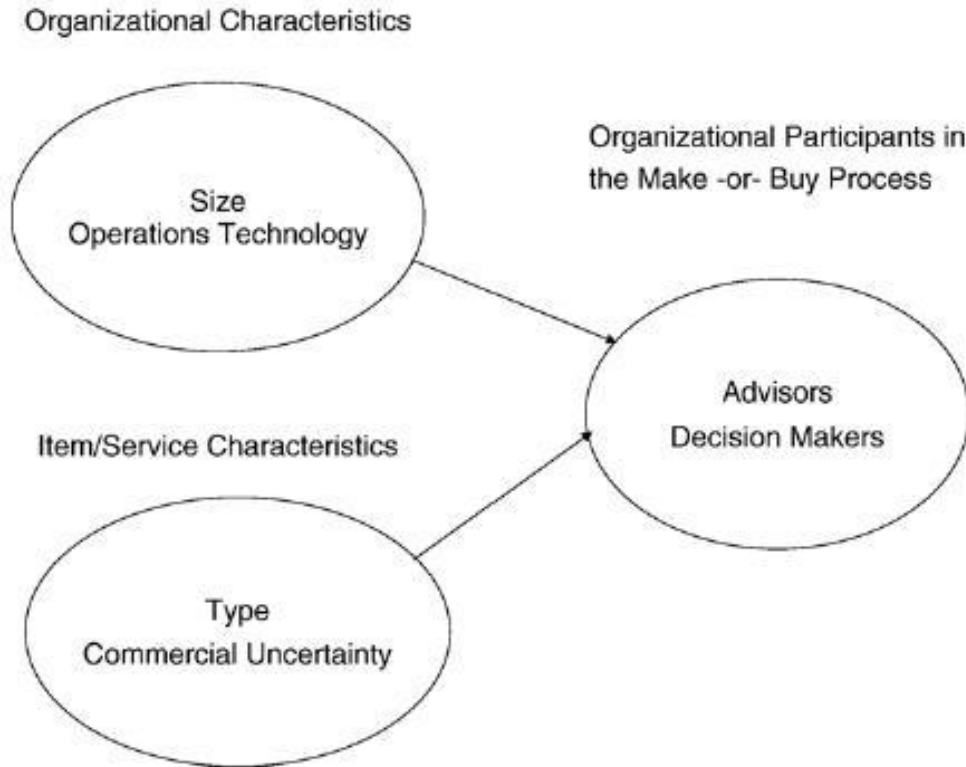 Organizational Characteristics
Size
Operations Technology
Organizational Participants in
the Make -or- Buy Process
Advisors
Decision Makers
Item/Service Characteristics
Type
Commercial Uncertainty